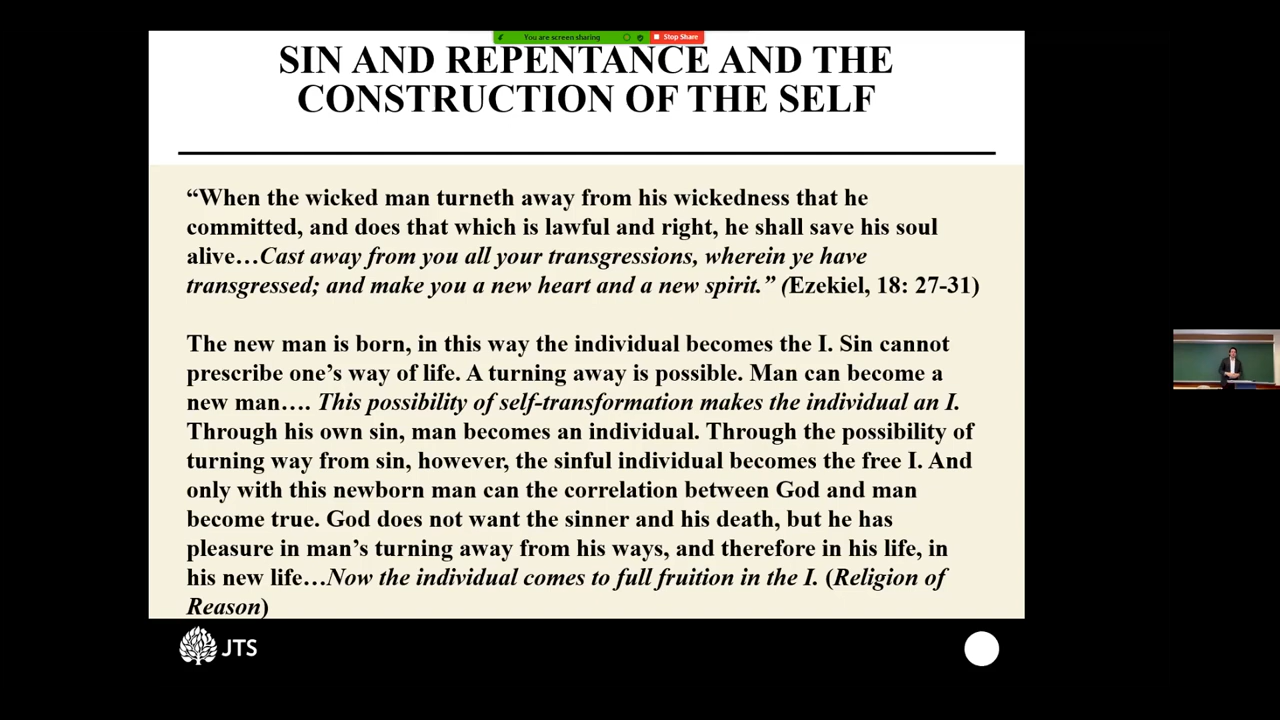 You are screen sharing
Stop Share
SIN AND REPENTANCE AND THE
CONSTRUCTION OF THE SELF
“When the wicked man turneth away from his wickedness that he
committed, and does that which is lawful and right, he shall save his soul
alive…Cast away from you all your transgressions, wherein ye have
transgressed; and make you a new heart and a new spirit.” (Ezekiel, 18: 27-31)
The new man is born, in this way the individual becomes the I. Sin cannot
prescribe one’s way of life. A turning away is possible. Man can become a
new man…. This possibility of self-transformation makes the individual an I.
Through his own sin, man becomes an individual. Through the possibility of
turning way from sin, however, the sinful individual becomes the free I. And
only with this newborn man can the correlation between God and man
become true. God does not want the sinner and his death, but he has
pleasure in man’s turning away from his ways, and therefore in his life, in
his new life…Now the individual comes to full fruition in the I. (Religion of
Reason)
JTS